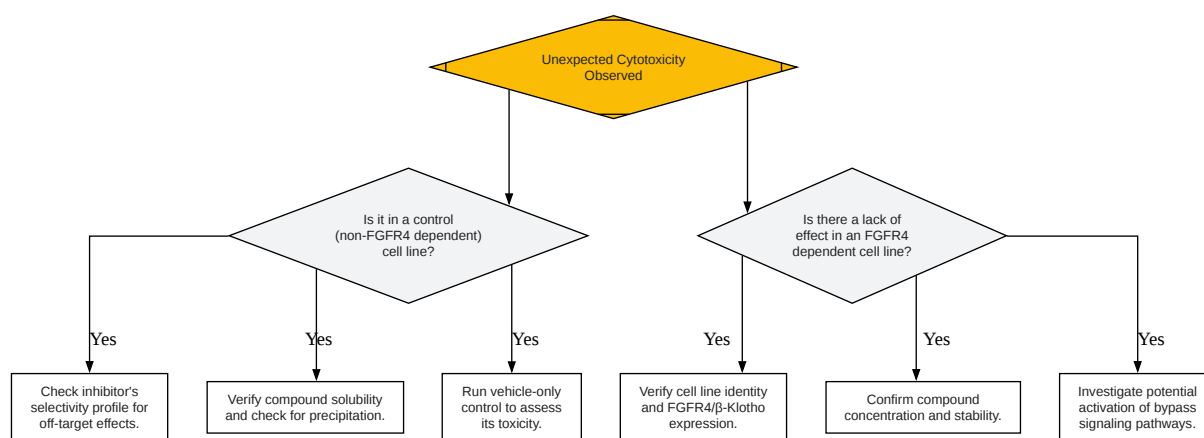 Unexpected Cytotoxicity
Observed
Is it in a control
(non-FGFR4 dependent)
cell line?
Is there a lack of
effect in an FGFR4
dependent cell line?
Yes
Yes
Yes
Yes
Yes
Yes
Check inhibitor's
selectivity profile for
off-target effects.
Verify compound solubility
and check for precipitation.
Run vehicle-only
control to assess
its toxicity.
Verify cell line identity
and FGFR4/β-Klotho
expression.
Confirm compound
concentration and stability.
Investigate potential
activation of bypass
signaling pathways.